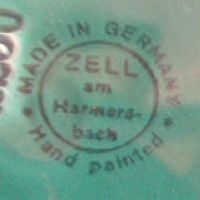 MADE IN GERMANY
ZELL
am
Harmers-
bach
* Hand painted *